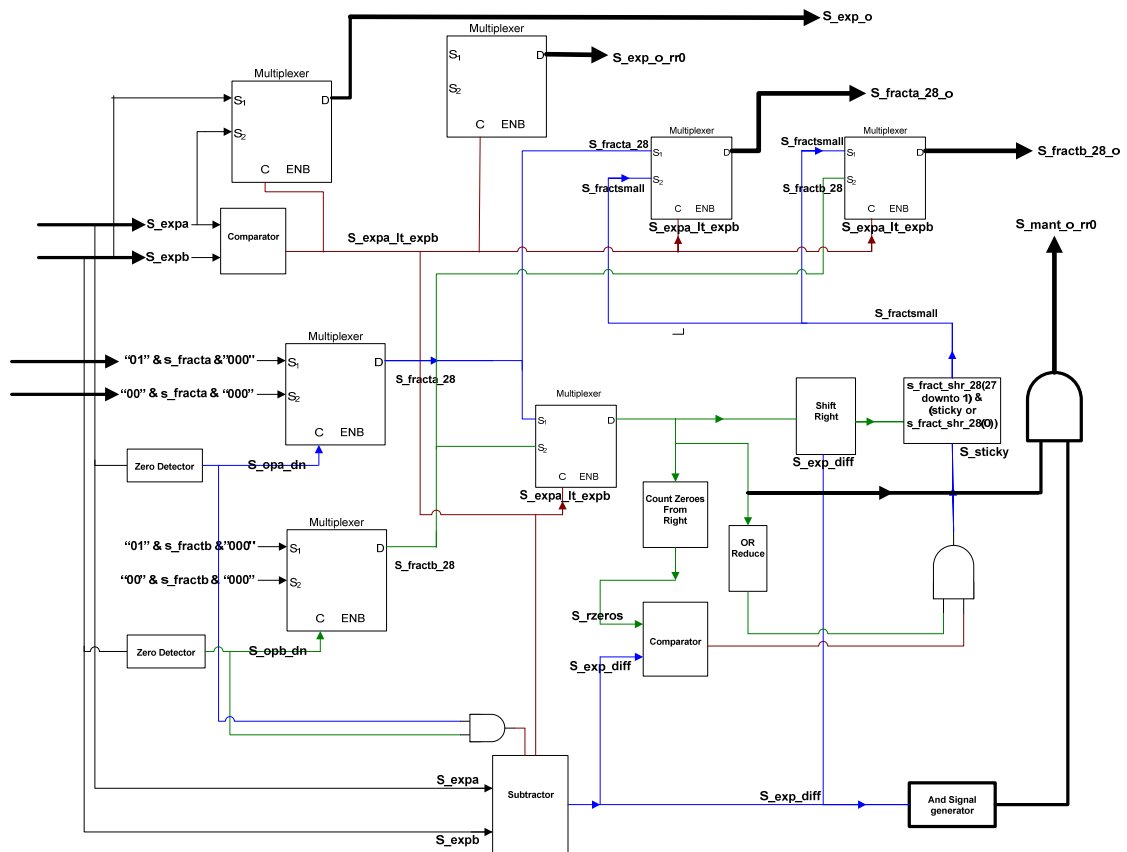 S_exp_o
Multiplexer
S1
S2
D
C ENB
S_exp_o_rr0
Multiplexer
S1
S2
D
C ENB
S_fracta_28_o
Multiplexer
S_fracta_28
S1
D
S_fractsmall
S2
C ENB
S_expa_lt_expb
Multiplexer
S_fractsmall
S1
D
S_fractb_28
S2
C ENB
S_expa_lt_expb
S_fractb_28_o
S_mant_o_rr0
S_expa
S_expb
Comparator
S_expa_lt_expb
S_fractsmall
"01" & s_fracta &"000"
"00" & s_fracta & "000"
Multiplexer
S1
D
S2
C ENB
S_fracta_28
Zero Detector
S_opa_dn
Multiplexer
S1
D
S2
C ENB
S_expa_lt_expb
Shift
Right
S_exp_diff
s_fract_shr_28(27
downto 1) &
(sticky or
s_fract_shr_28(0))
S_sticky
Count Zeroes
From
Right
OR
Reduce
"01" & s_fractb &"000"
"00" & s_fractb & "000"
Multiplexer
S1
D
S2
C ENB
S_fractb_28
Zero Detector
S_opb_dn
S_rzeros
Comparator
S_exp_diff
S_expa
S_expb
Subtractor
S_exp_diff
And Signal
generator